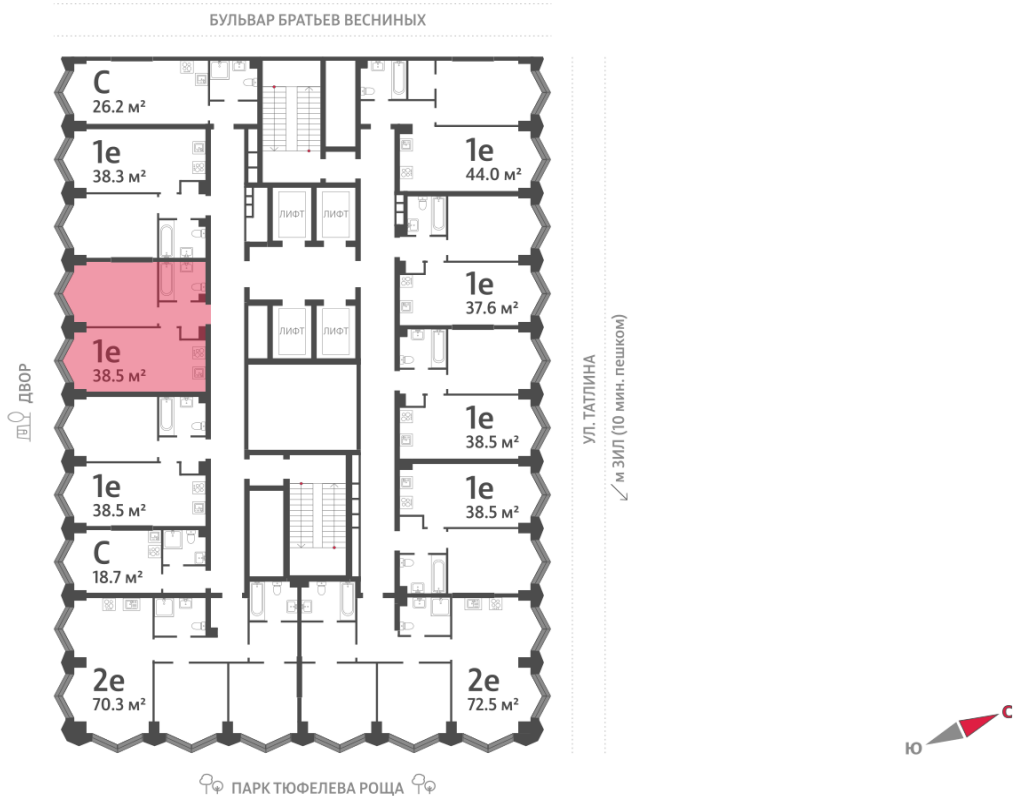 БУЛЬВАР БРАТЬЕВ ВЕСНИНЫХ
С
26.2 м²
1е
38.3 м²
1е
44.0 м²
ЛИФТ
ЛИФТ
1е
37.6 м²
ЛИФТ
ЛИФТ
1е
38.5 м²
ДВОР
УЛ. ТАТЛИНА
м ЗИЛ (10 мин. пешком)
1е
38.5 м²
1е
38.5 м²
1е
38.5 м²
С
18.7 м²
2е
70.3 м²
2е
72.5 м²
С
Ю
ПАРК ТЮФЕЛЕВА РОЩА